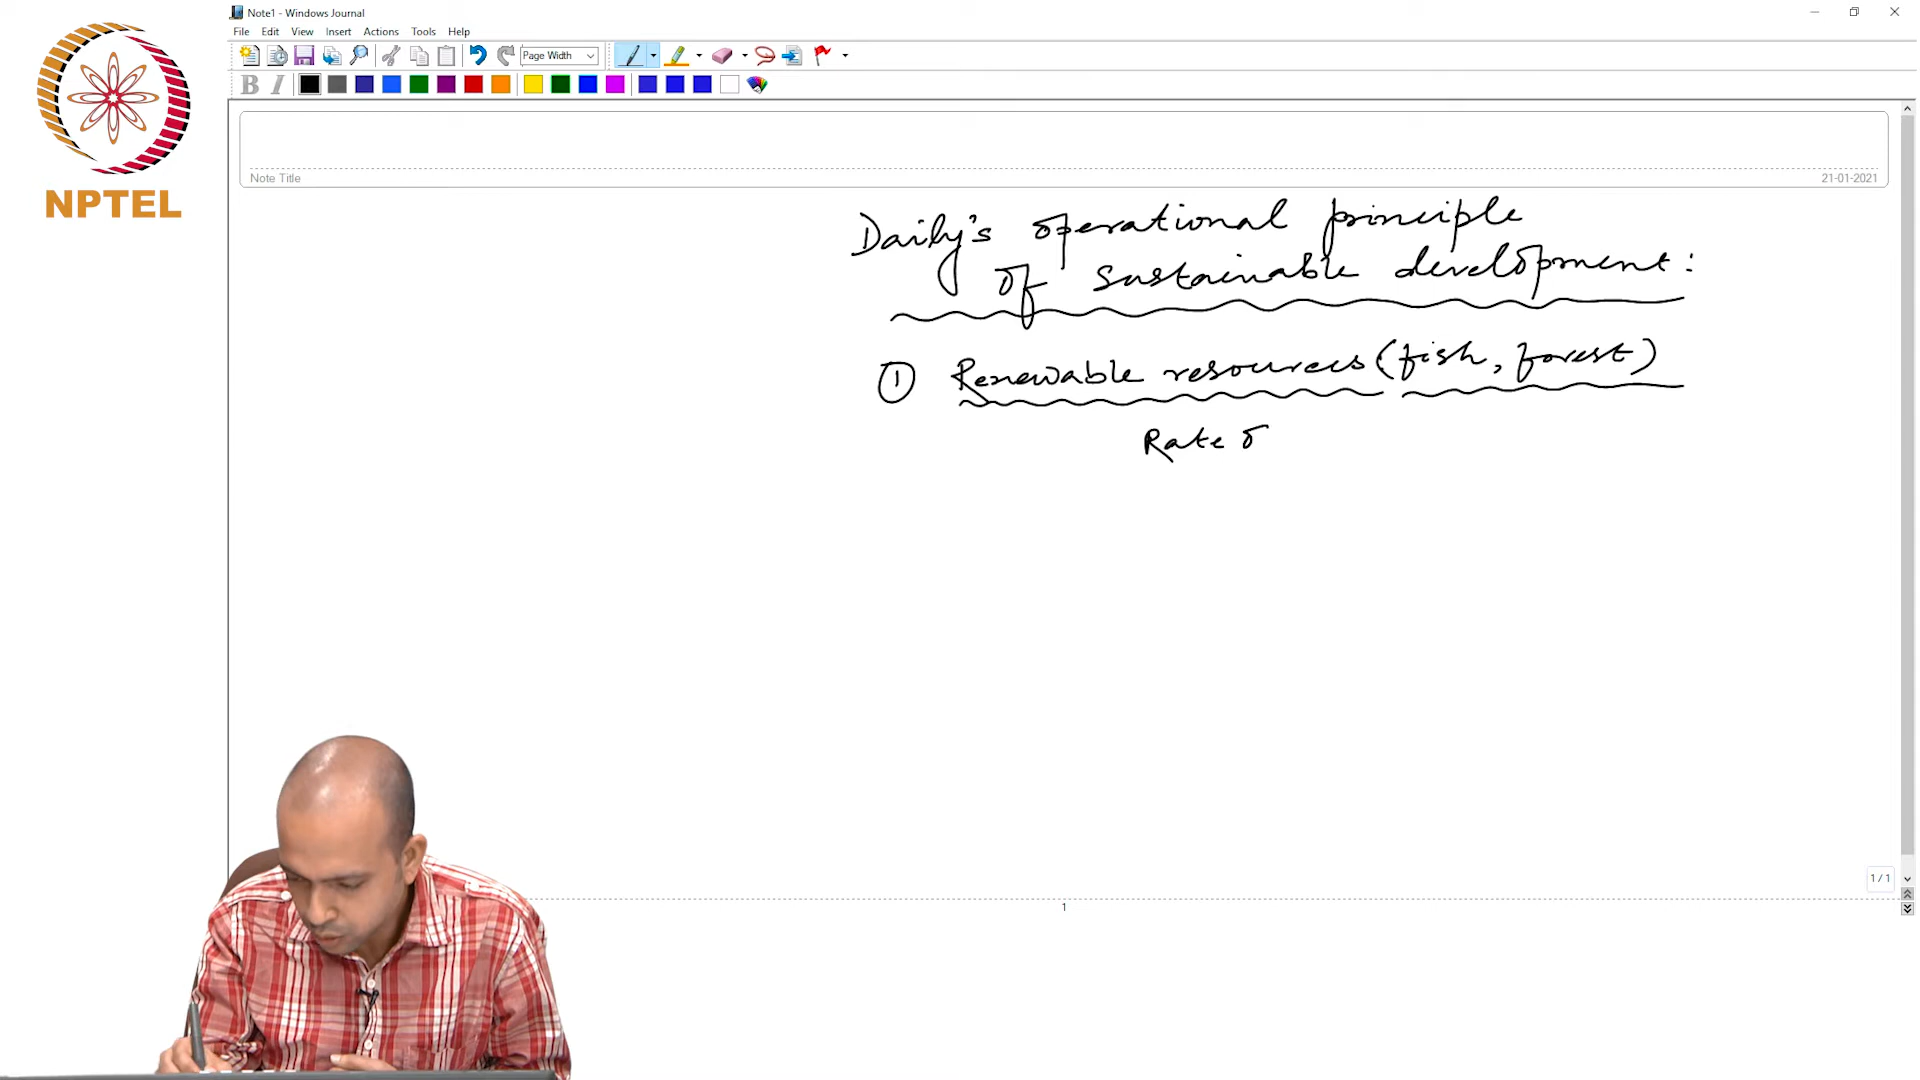 Note1 - Windows Journal
File Edit View Insert Actions Tools Help
Page Width
B I
NPTEL
Note Title
21-01-2021
Daily's operational principle
of sustainable development:
① Renewable resources (fish, forest)
Rate o
1 / 1
1